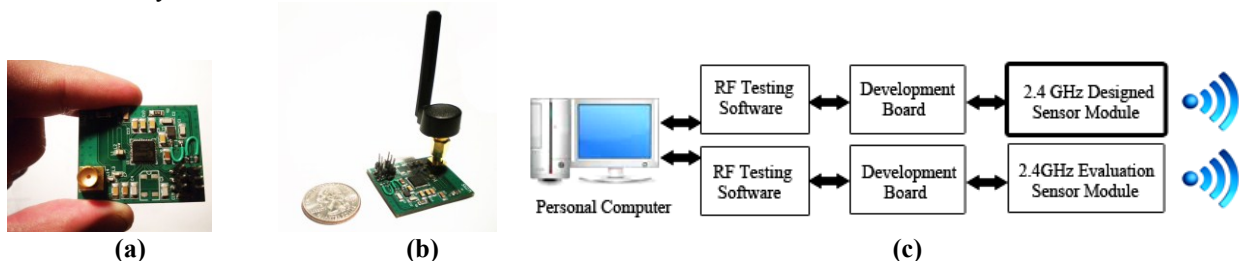 RF Testing
Software
Development
Board
2.4 GHz Designed
Sensor Module
RF Testing
Software
Development
Board
2.4GHz Evaluation
Sensor Module
Personal Computer
(a)
(b)
(c)